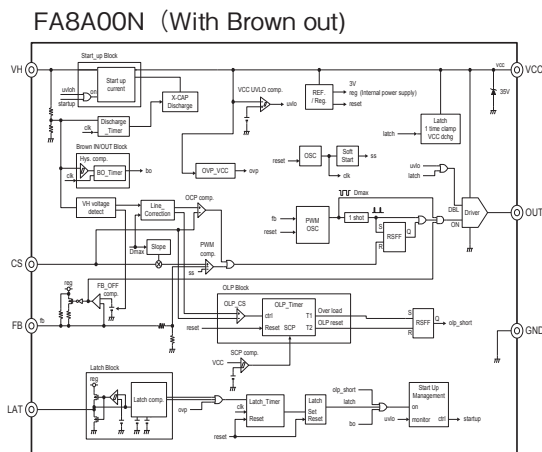 FA8A00N (With Brown out)
Start_up Block
VH
VCC
vcc
uvloh
on
startup
Start up
current
X-CAP
Discharge
VCC UVLO comp.
uvlo
REF.
/ Reg.
3V
reg (Internal power supply)
reset
35V
clk
Discharge
_Timer
Latch
1 time clamp
VCC dchg
latch
Brown IN/OUT Block
Hys. comp.
BO_Timer
bo
clk
OVP_VCC
ovp
reset
OSC
Soft
Start
ss
clk
uvlo
latch
VH voltage
detect
Line_
Correction
OCP comp.
Dmax
fb
reset
PWM
OSC
1 shot
S
R
RSFF
Q
DBL
ON
Driver
OUT
CS
Dmax
Slope
PWM
comp.
ss
reg
FB_OFF
comp.
FB
fb
OLP Block
OLP_CS
ctrl
OLP_Timer
T1
Over load
Reset
SCP
T2
OLP reset
reset
S
R
RSFF
Q
olp_short
GND
SCP comp.
VCC
Latch Block
reg
Latch comp.
LAT
ovp
clk
Latch_Timer
Reset
reset
Latch
Set
Reset
olp_short
latch
bo
uvlo
Start Up
Management
on
monitor
ctrl
startup